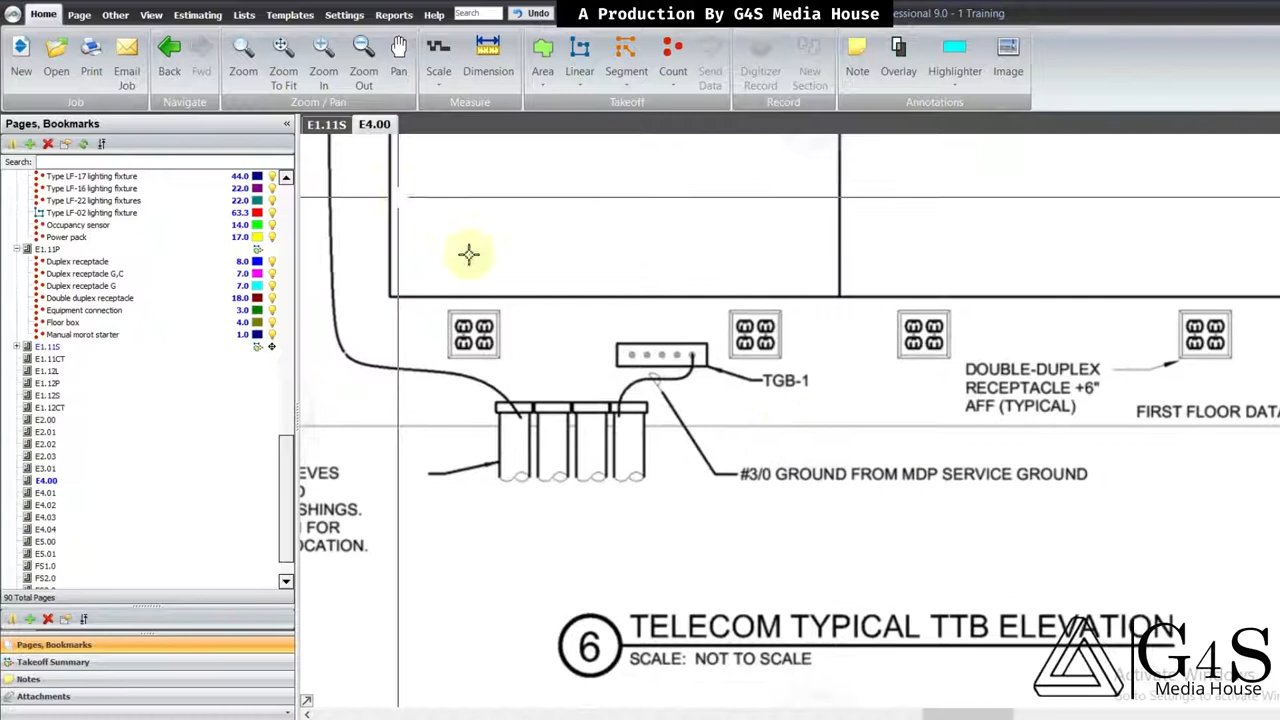 Home Page Other View Estimating Lists Templates Settings Reports Help Search Undo A Production By G4S Media House essional 9.0 - 1 Training
New Open Print Email Job Back Fwd Zoom Zoom To Fit Zoom In Zoom Out Pan Scale Dimension Area Linear Segment Count Send Data Digitizer Record New Section Note Overlay Highlighter Image
Job Navigate Zoom / Pan Measure Takeoff Record Annotations
Pages, Bookmarks «
E1.11S E4.00
Search:
Type LF-17 lighting fixture 44.0
Type LF-16 lighting fixture 22.0
Type LF-22 lighting fixtures 22.0
Type LF-02 lighting fixture 63.3
Occupancy sensor 14.0
Power pack 17.0
E1.11P
Duplex receptacle 8.0
Duplex receptacle G,C 7.0
Duplex receptacle G 7.0
Double duplex receptacle 18.0
Equipment connection 3.0
Floor box 4.0
Manual morot starter 1.0
E1.11S
E1.11CT
E1.12L
E1.12P
E1.12S
E1.12CT
E2.00
E2.01
E2.02
E2.03
E3.01
E4.00
E4.01
E4.02
E4.03
E4.04
E5.00
E5.01
FS1.0
FS2.0
90 Total Pages
Pages, Bookmarks
Takeoff Summary
Notes
Attachments
TGB-1
DOUBLE-DUPLEX
RECEPTACLE +6"
AFF (TYPICAL)
FIRST FLOOR DATA
#3/0 GROUND FROM MDP SERVICE GROUND
EVES
SHINGS.
FOR
OCATION.
6 TELECOM TYPICAL TTB ELEVATION
SCALE: NOT TO SCALE
G4S
Media House
Activate Windows
Go to Settings to activate Windows.